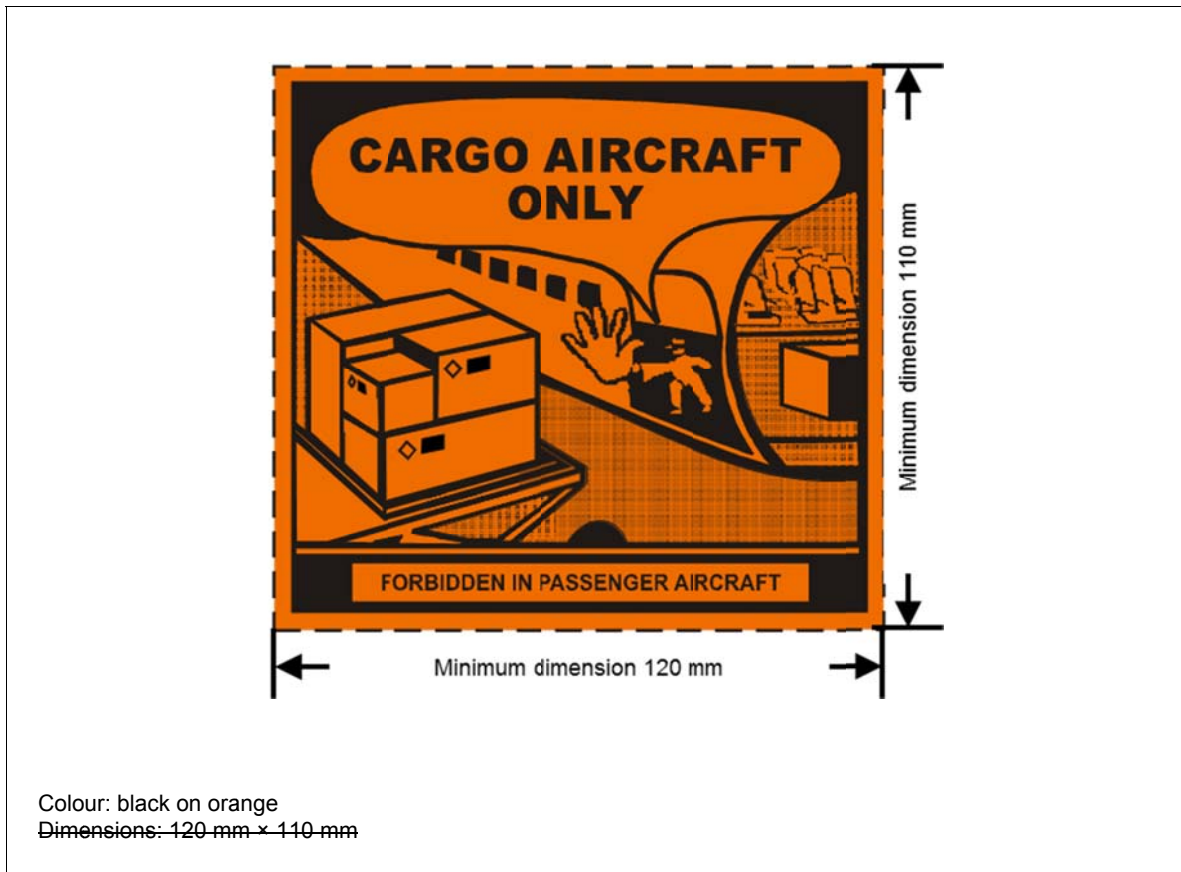 CARGO AIRCRAFT
ONLY
FORBIDDEN IN PASSENGER AIRCRAFT
Minimum dimension 110 mm
Minimum dimension 120 mm
Colour: black on orange
Dimensions: 120 mm × 110 mm